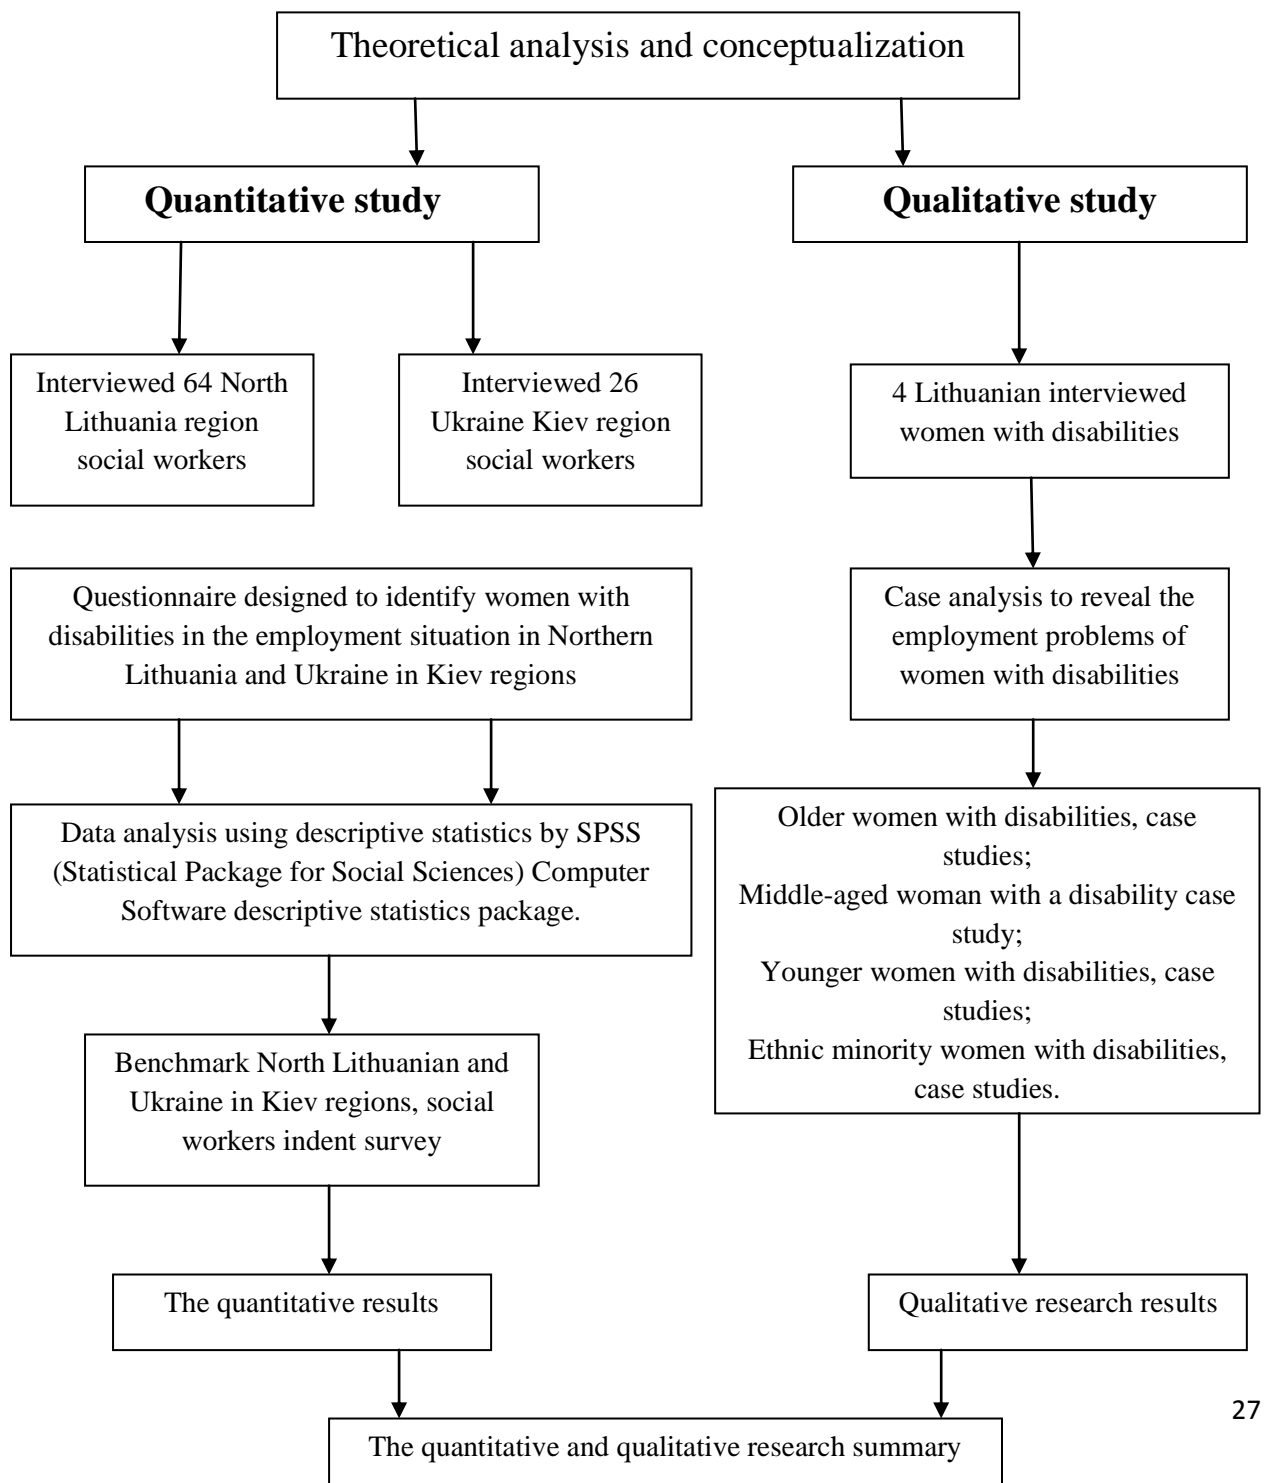 Theoretical analysis and conceptualization
Quantitative study
Qualitative study
Interviewed 64 North
Lithuania region
social workers
Interviewed 26
Ukraine Kiev region
social workers
4 Lithuanian interviewed
women with disabilities
Questionnaire designed to identify women with
disabilities in the employment situation in Northern
Lithuania and Ukraine in Kiev regions
Case analysis to reveal the
employment problems of
women with disabilities
Data analysis using descriptive statistics by SPSS
(Statistical Package for Social Sciences) Computer
Software descriptive statistics package.
Older women with disabilities, case
studies;
Middle-aged woman with a disability case
study;
Younger women with disabilities, case
studies;
Ethnic minority women with disabilities,
case studies.
Benchmark North Lithuanian and
Ukraine in Kiev regions, social
workers indent survey
The quantitative results
Qualitative research results
The quantitative and qualitative research summary
27